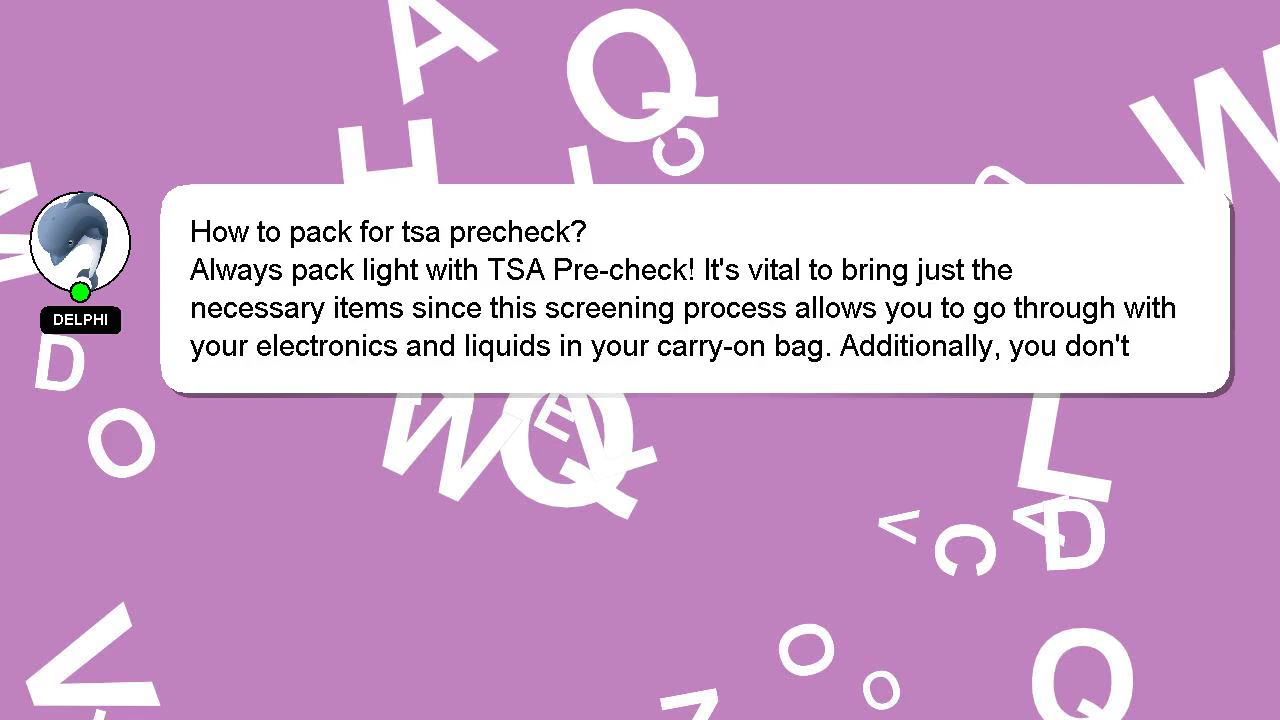 How to pack for tsa precheck?
Always pack light with TSA Pre-check! It's vital to bring just the
necessary items since this screening process allows you to go through with
your electronics and liquids in your carry-on bag. Additionally, you don't
DELPHI
A
Q
H
C
W
D
O
W
Q
E
L
V
C
A
D
V
O
O
Q